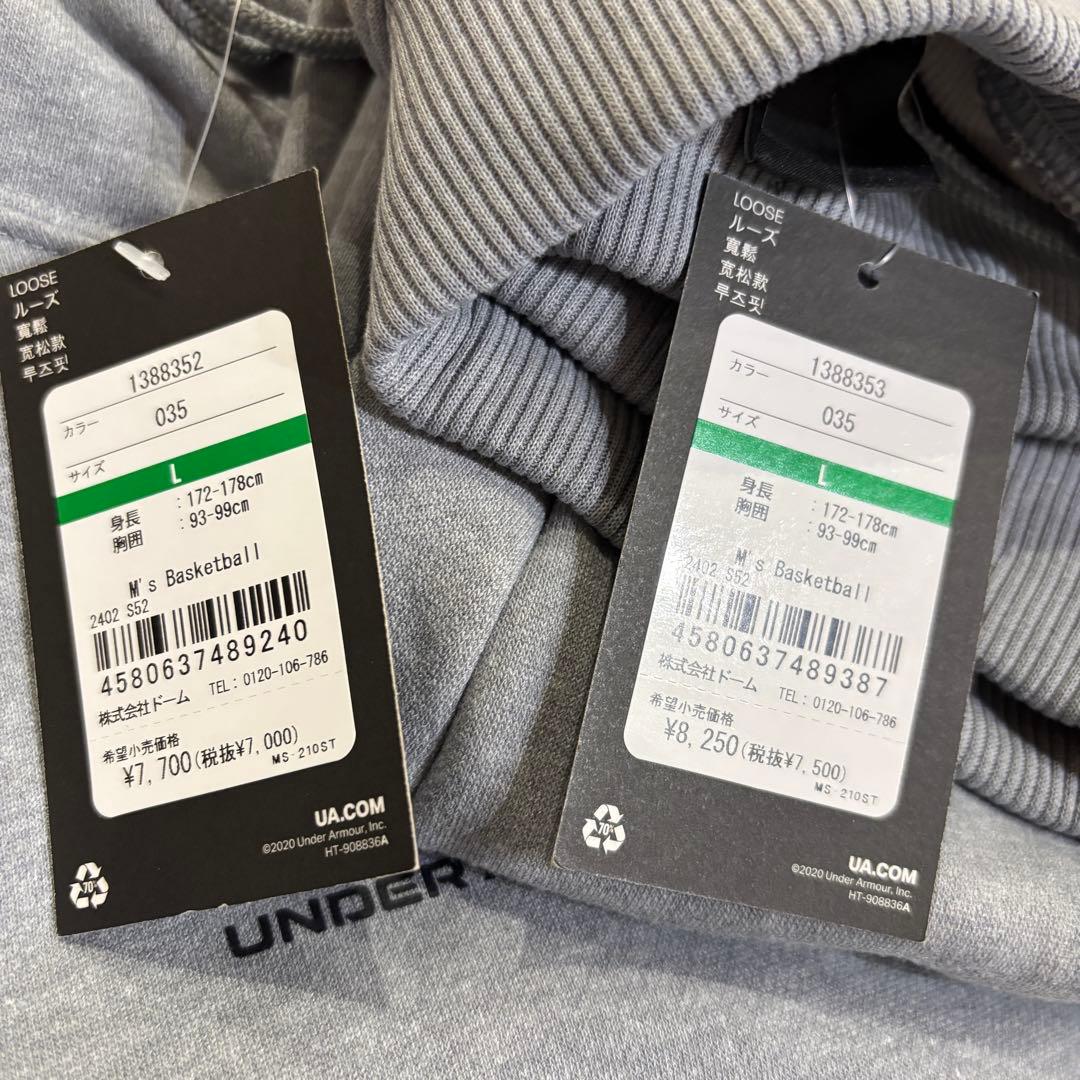 LOOSE
ルーズ
寬鬆
宽松款
루즈핏
1388352
カラー 035
サイズ
L
身長 :172-178cm
胸囲 :93-99cm
M's Basketball
2402 S52
4580637489240
株式会社ドーム TEL:0120-106-786
希望小売価格
¥7,700(税抜¥7,000)
MS-210ST
UA.COM
©2020 Under Armour, Inc.
HT-908836A
70%
LOOSE
ルーズ
寬鬆
宽松款
루즈핏
1388353
カラー 035
サイズ
L
身長 :172-178cm
胸囲 :93-99cm
M's Basketball
2402 S52
4580637489387
株式会社ドーム TEL:0120-106-786
希望小売価格
¥8,250(税抜¥7,500)
MS-210ST
UA.COM
©2020 Under Armour, Inc.
HT-908836A
70%
UNDER